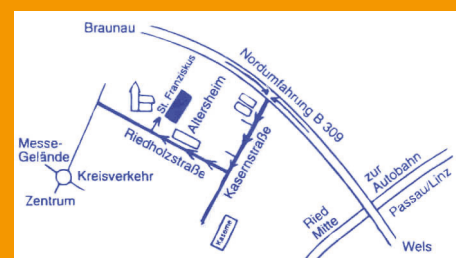 Braunau
Nordumfahrung B 309
St. Franziskus
Altersheim
Riedholzstraße
Kasernstraße
Messe-
Gelände
Kreisverkehr
Zentrum
zur
Autobahn
Passau/Linz
Ried
Mitte
Kaserne
Wels